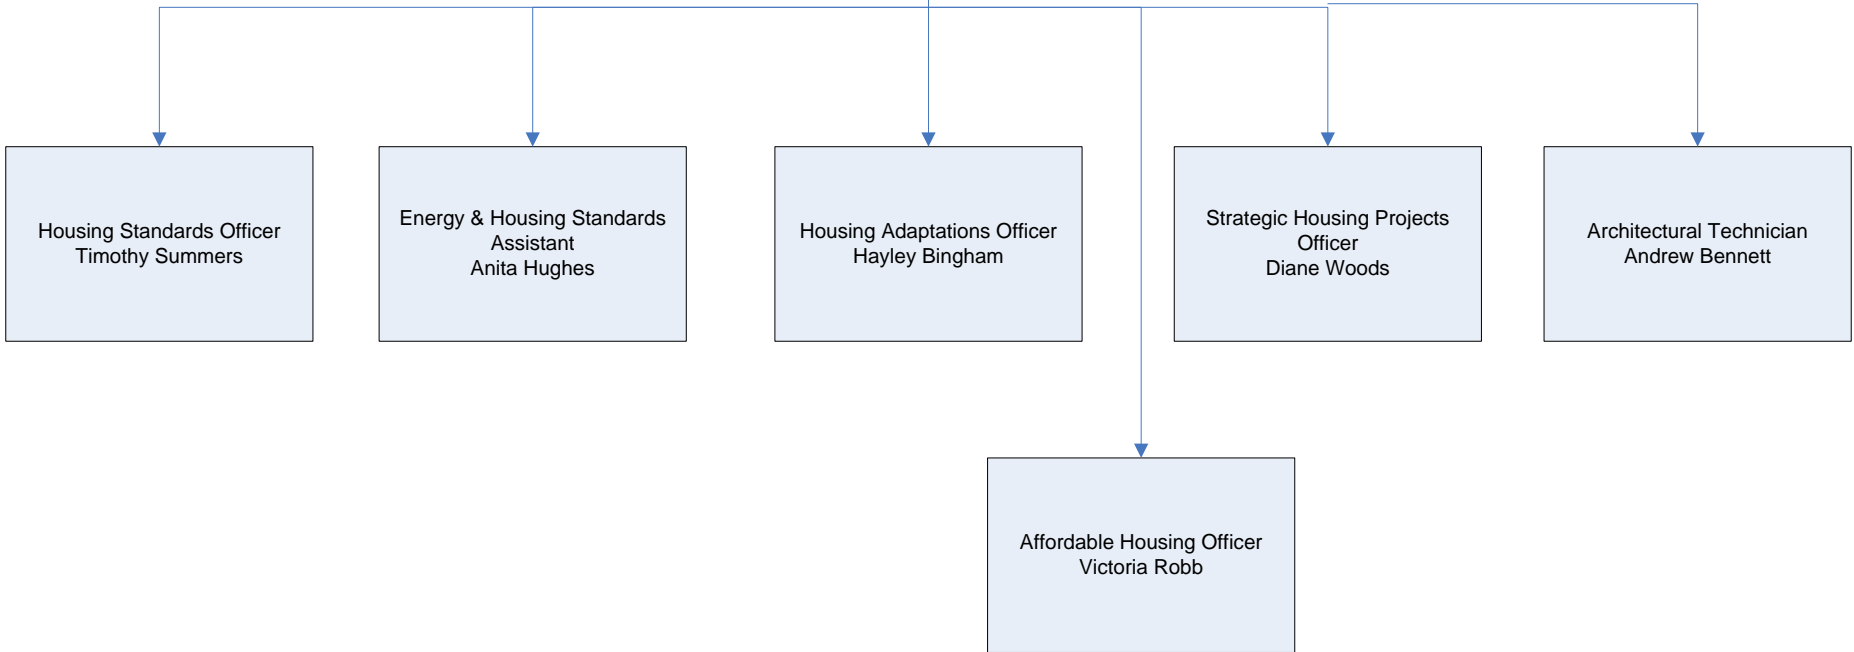 Housing Standards Officer
Timothy Summers
Energy & Housing Standards
Assistant
Anita Hughes
Housing Adaptations Officer
Hayley Bingham
Strategic Housing Projects
Officer
Diane Woods
Architectural Technician
Andrew Bennett
Affordable Housing Officer
Victoria Robb